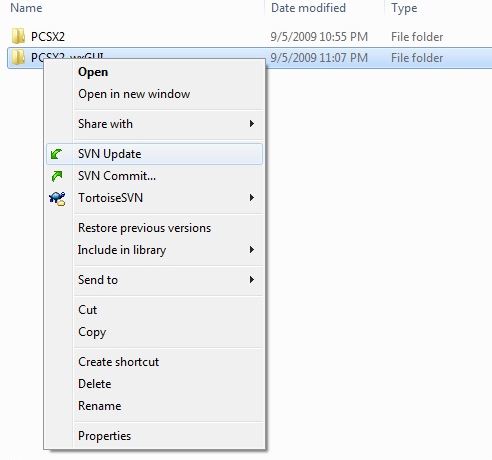 Name Date modified Type
PCSX2 9/5/2009 10:55 PM File folder
PCSX2_wxGUI 9/5/2009 11:07 PM File folder
Open
Open in new window
Share with
SVN Update
SVN Commit...
TortoiseSVN
Restore previous versions
Include in library
Send to
Cut
Copy
Create shortcut
Delete
Rename
Properties